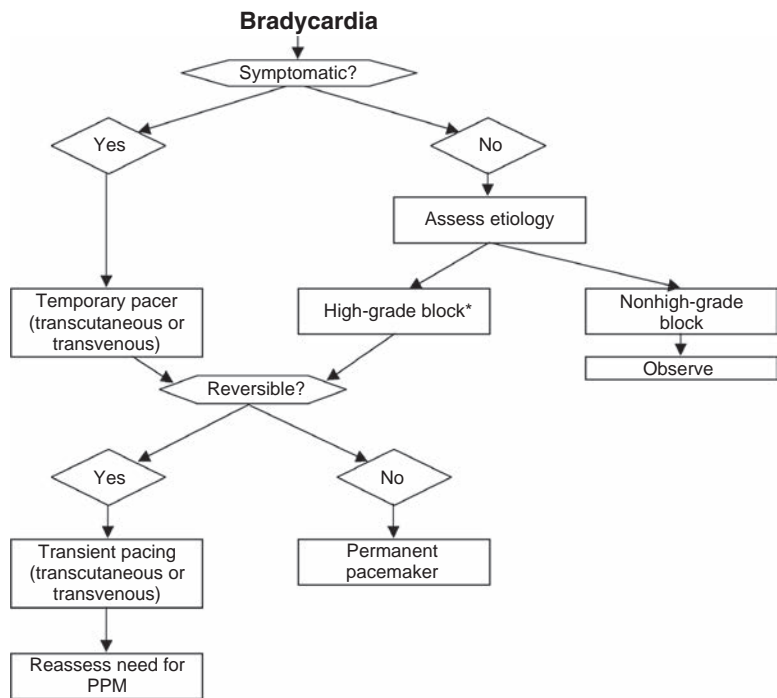 Bradycardia
Symptomatic?
Yes
No
Assess etiology
Temporary pacer
(transcutaneous or
transvenous)
High-grade block*
Nonhigh-grade
block
Observe
Reversible?
Yes
No
Transient pacing
(transcutaneous or
transvenous)
Permanent
pacemaker
Reassess need for
PPM